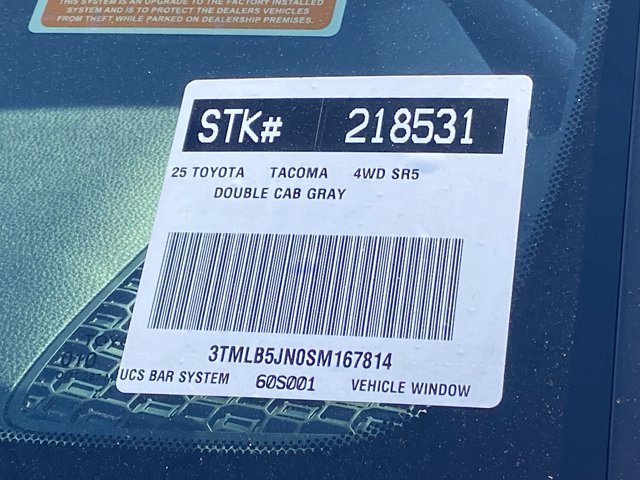 THIS SYSTEM IS AN UPGRADE TO THE FACTORY INSTALLED
SYSTEM AND IS TO PROTECT THE DEALERS VEHICLES
FROM THEFT WHILE PARKED ON DEALERSHIP PREMISES.
STK# 218531
25 TOYOTA TACOMA 4WD SR5
DOUBLE CAB GRAY
3TMLB5JN0SM167814
UCS BAR SYSTEM 60S001 VEHICLE WINDOW